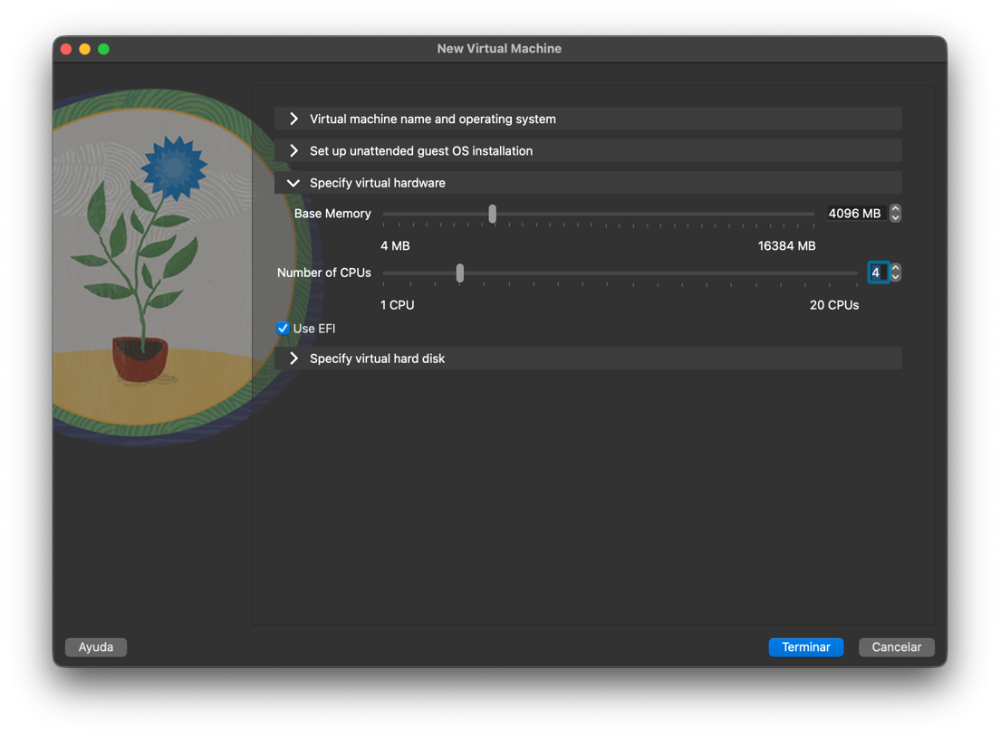 New Virtual Machine
Virtual machine name and operating system
Set up unattended guest OS installation
Specify virtual hardware
Base Memory 4096 MB
4 MB 16384 MB
Number of CPUs 4
1 CPU 20 CPUs
Use EFI
Specify virtual hard disk
Ayuda Terminar Cancelar